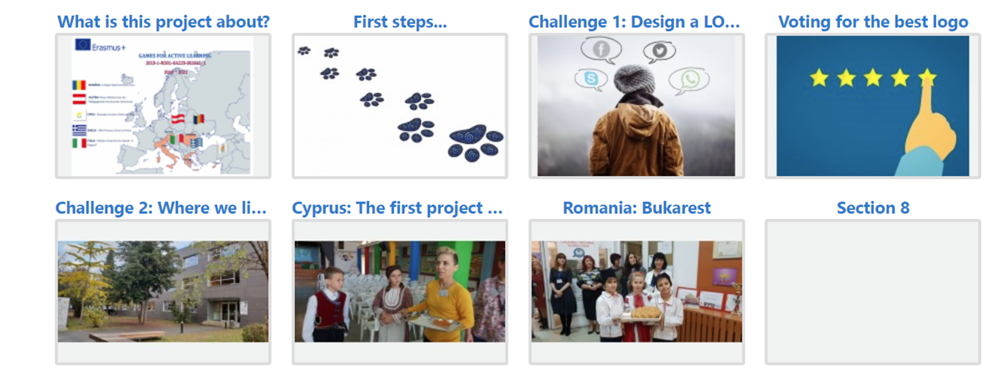 What is this project about?
First steps...
Challenge 1: Design a LO...
Voting for the best logo
Erasmus+
GAMES FOR ACTIVE LEARNING
2019-1-RO01-KA229-063665_1
2019 - 2021
Challenge 2: Where we li...
Cyprus: The first project ...
Romania: Bukarest
Section 8